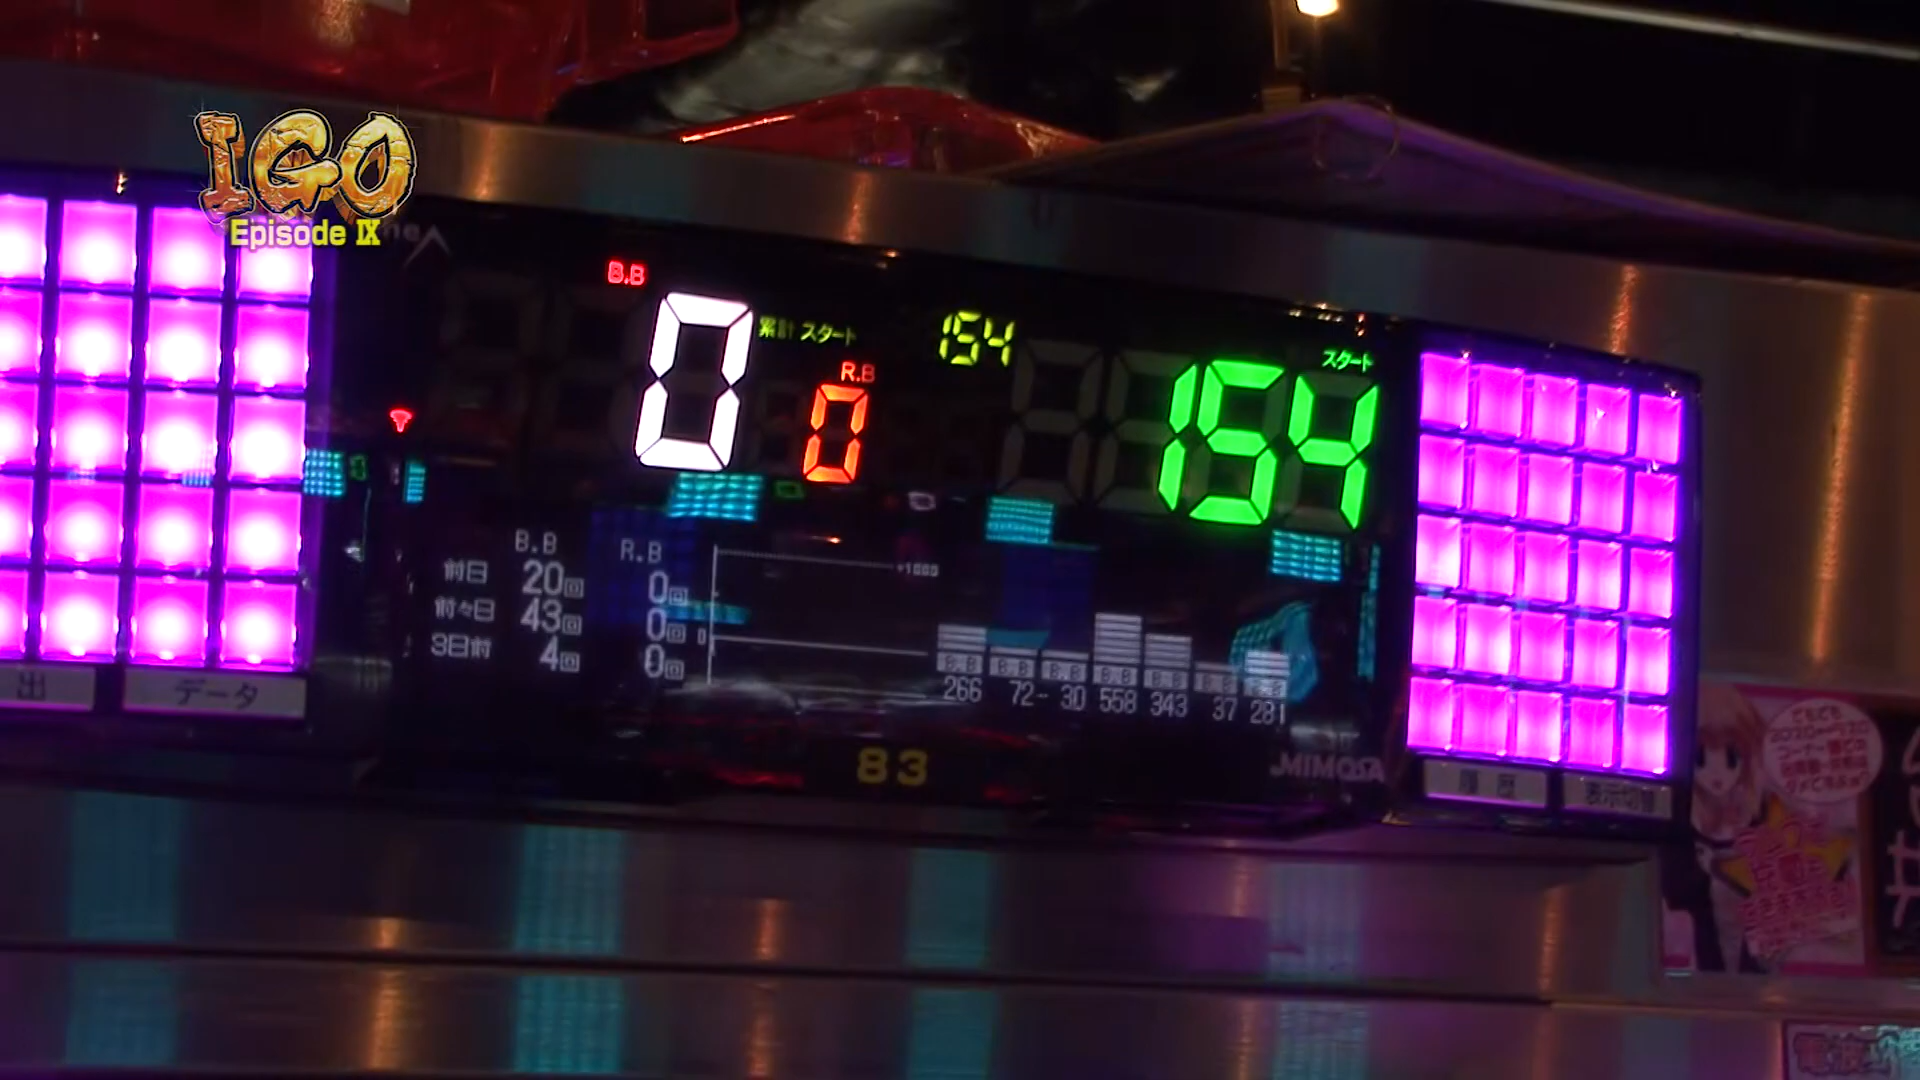 IGO
Episode Ⅸ
B.B
0
累計 スタート
154
R.B
0
スタート
154
B.B R.B
前日 20回 0回
前々日 43回 0回
3日前 4回 0回
+1000
0
B.B B.B B.B B.B B.B B.B B.B
266 72 30 558 343 37 281
83
MIMOSA
出
データ
履歴
表示切替